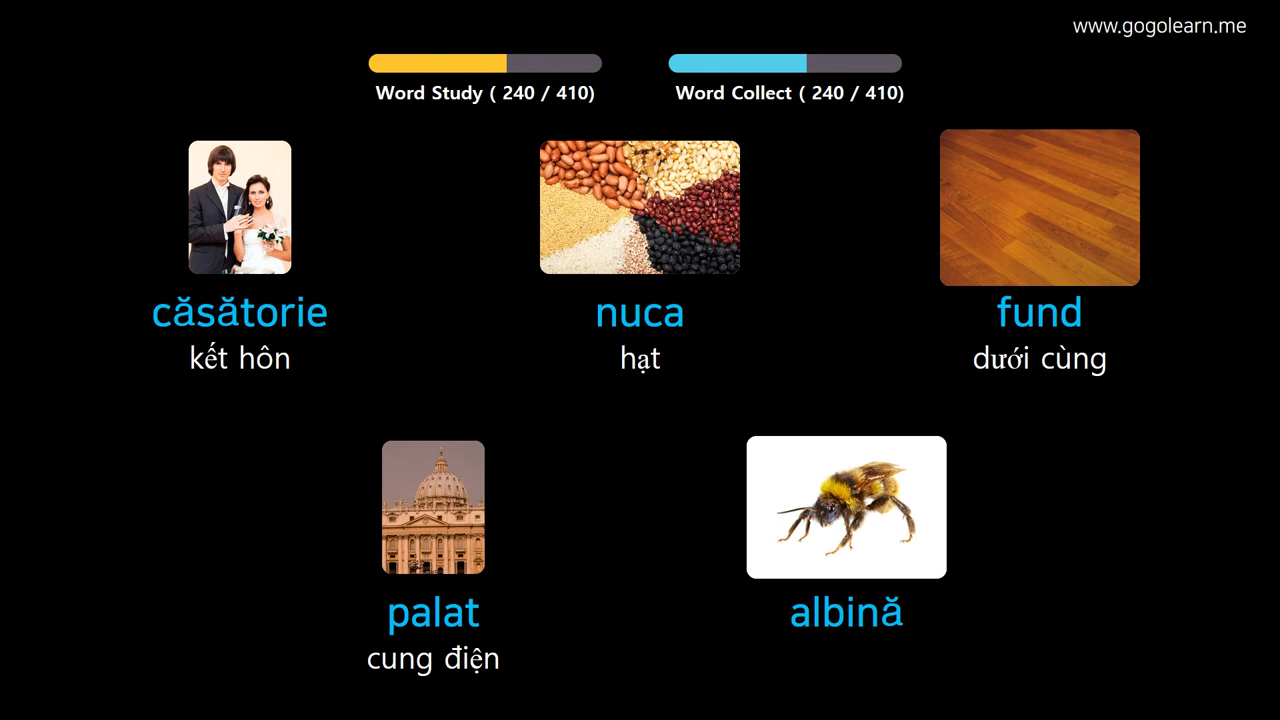 www.gogolearn.me
Word Study ( 240 / 410)
Word Collect ( 240 / 410)
căsătorie
kết hôn
nuca
hạt
fund
dưới cùng
palat
cung điện
albină